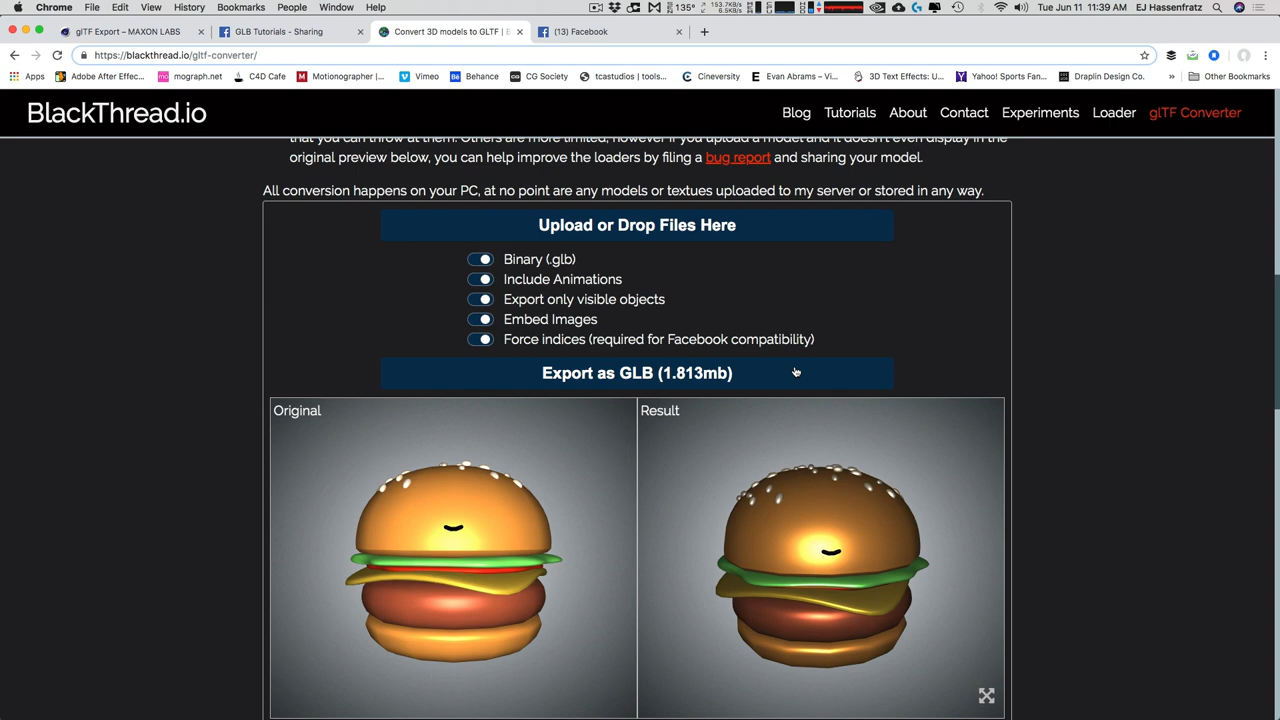 Chrome File Edit View History Bookmarks People Window Help
135° 153.7KB/s 6.5KB/s Tue Jun 11 11:39 AM EJ Hassenfratz
glTF Export – MAXON LABS
GLB Tutorials - Sharing
Convert 3D models to GLTF |
(13) Facebook
https://blackthread.io/gltf-converter/
Apps Adobe After Effec... mograph.net C4D Cafe Motionographer |... Vimeo Behance CG Society tcastudios | tools... Cineversity Evan Abrams – Vi... 3D Text Effects: U... Yahoo! Sports Fan... Draplin Design Co. » Other Bookmarks
BlackThread.io
Blog Tutorials About Contact Experiments Loader glTF Converter
that you can throw at them. Others are more limited, however if you upload a model and it doesn't even display in the
original preview below, you can help improve the loaders by filing a bug report and sharing your model.
All conversion happens on your PC, at no point are any models or textues uploaded to my server or stored in any way.
Upload or Drop Files Here
Binary (.glb)
Include Animations
Export only visible objects
Embed Images
Force indices (required for Facebook compatibility)
Export as GLB (1.813mb)
Original
Result